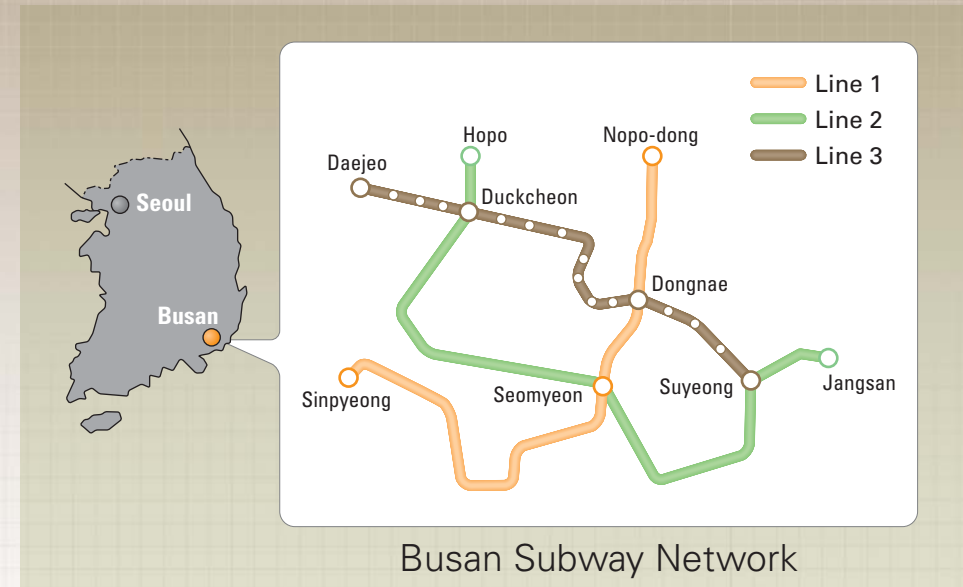 Line 1
Line 2
Line 3
Hopo
Nopo-dong
Daejeo
Duckcheon
Seoul
Dongnae
Busan
Suyeong
Jangsan
Seomyeon
Sinpyeong
Busan Subway Network